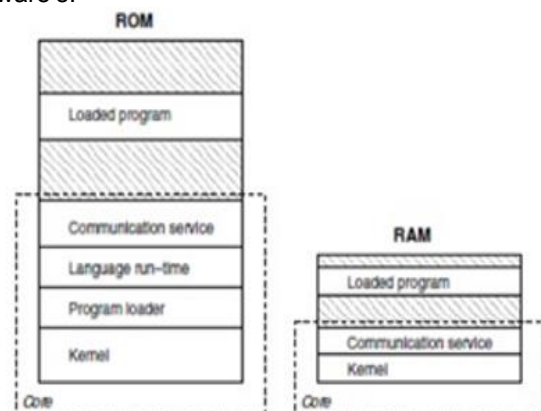 ROM
Loaded program
Communication service
Language run-time
Program loader
Kernel
Core
RAM
Loaded program
Communication service
Kernel
Core